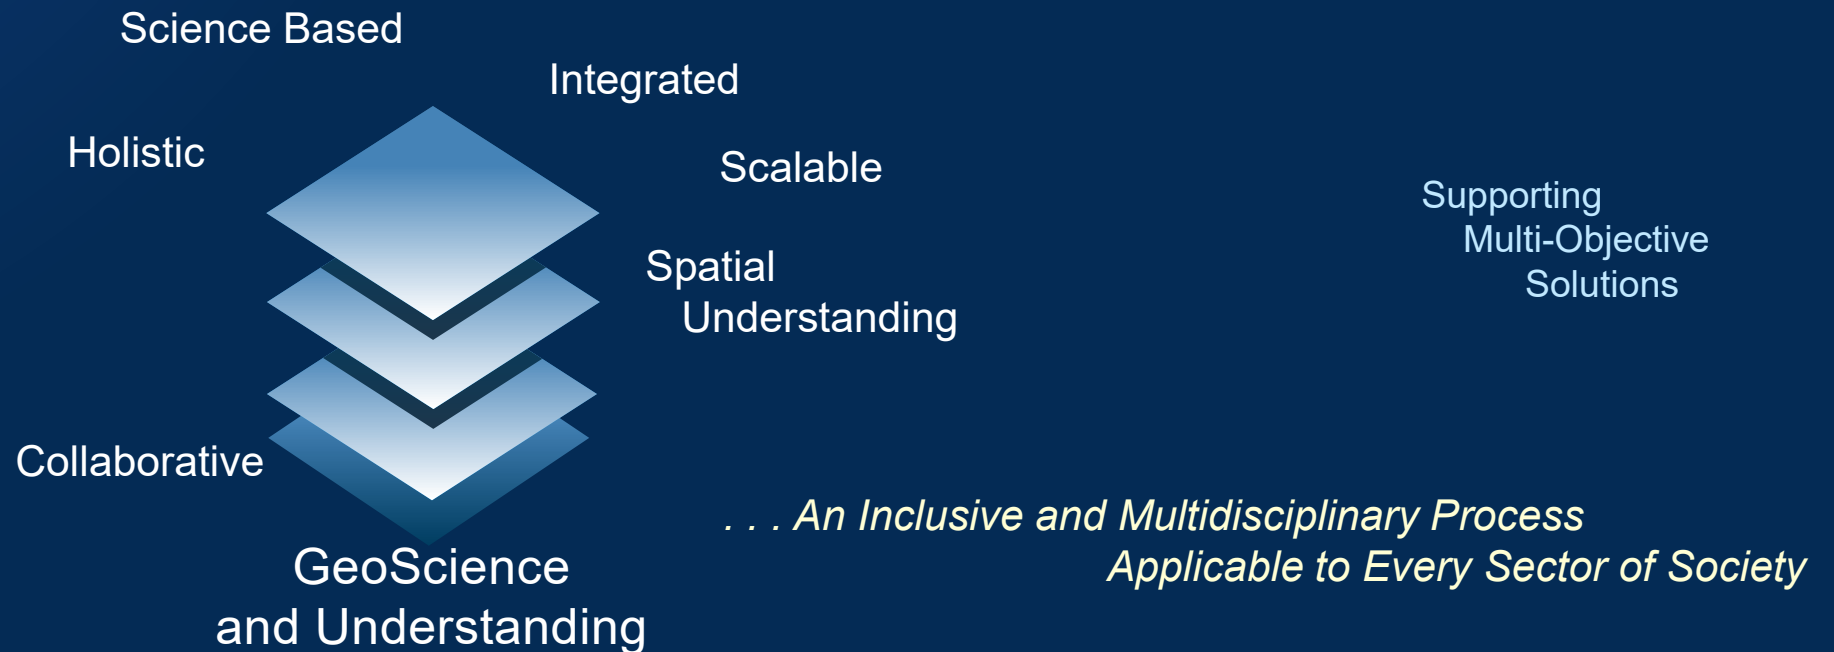 Science Based
Integrated
Holistic
Scalable
Supporting
Multi-Objective
Solutions
Spatial
Understanding
Collaborative
. . . An Inclusive and Multidisciplinary Process
Applicable to Every Sector of Society
GeoScience
and Understanding